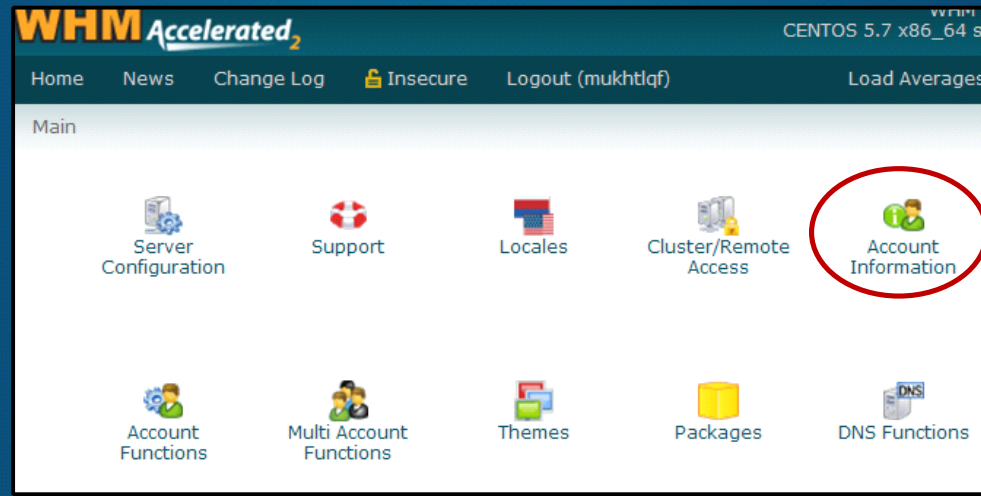 WHM Accelerated2
WHM
CENTOS 5.7 x86_64 s
Home News Change Log Insecure Logout (mukhtlqf) Load Averages
Main
Server Configuration
Support
Locales
Cluster/Remote Access
Account Information
Account Functions
Multi Account Functions
Themes
Packages
DNS
DNS Functions